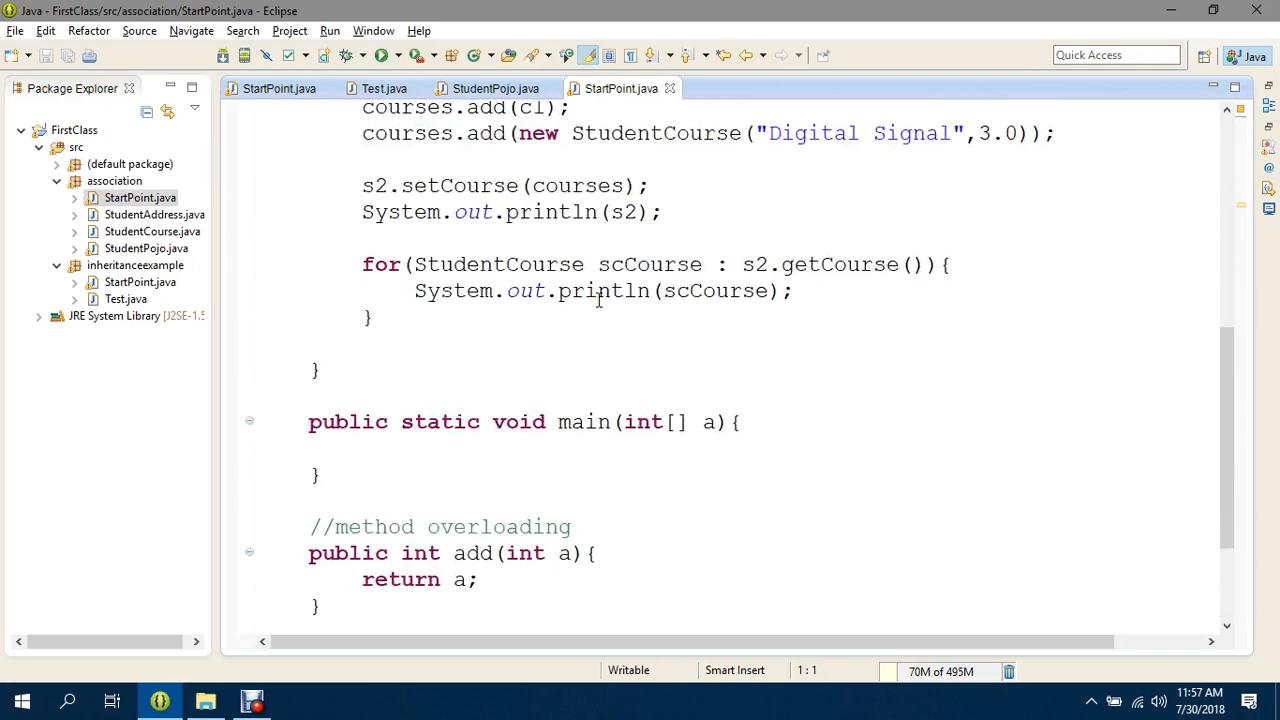 Java - FirstClass/src/association/StartPoint.java - Eclipse
File Edit Refactor Source Navigate Search Project Run Window Help
Quick Access
Java
Package Explorer
StartPoint.java
Test.java
StudentPojo.java
StartPoint.java
FirstClass
src
(default package)
association
StartPoint.java
StudentAddress.java
StudentCourse.java
StudentPojo.java
inheritanceexample
StartPoint.java
Test.java
JRE System Library [J2SE-1.5
courses.add(c1);
courses.add(new StudentCourse("Digital Signal",3.0));
s2.setCourse(courses);
System.out.println(s2);
for(StudentCourse scCourse : s2.getCourse()){
System.out.println(scCourse);
}
}
public static void main(int[] a){
}
//method overloading
public int add(int a){
return a;
}
Writable
Smart Insert
1 : 1
70M of 495M
11:57 AM
7/30/2018